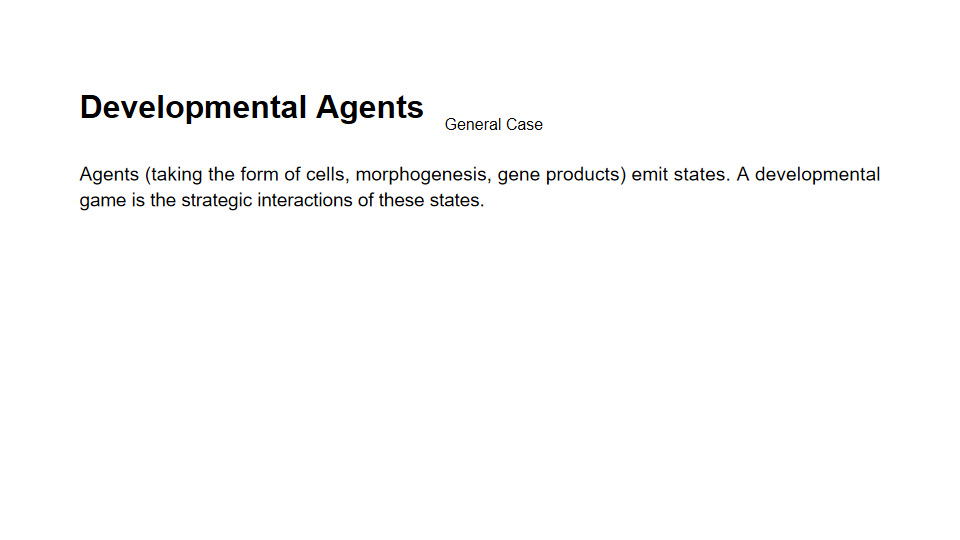 Developmental Agents
General Case
Agents (taking the form of cells, morphogenesis, gene products) emit states. A developmental
game is the strategic interactions of these states.